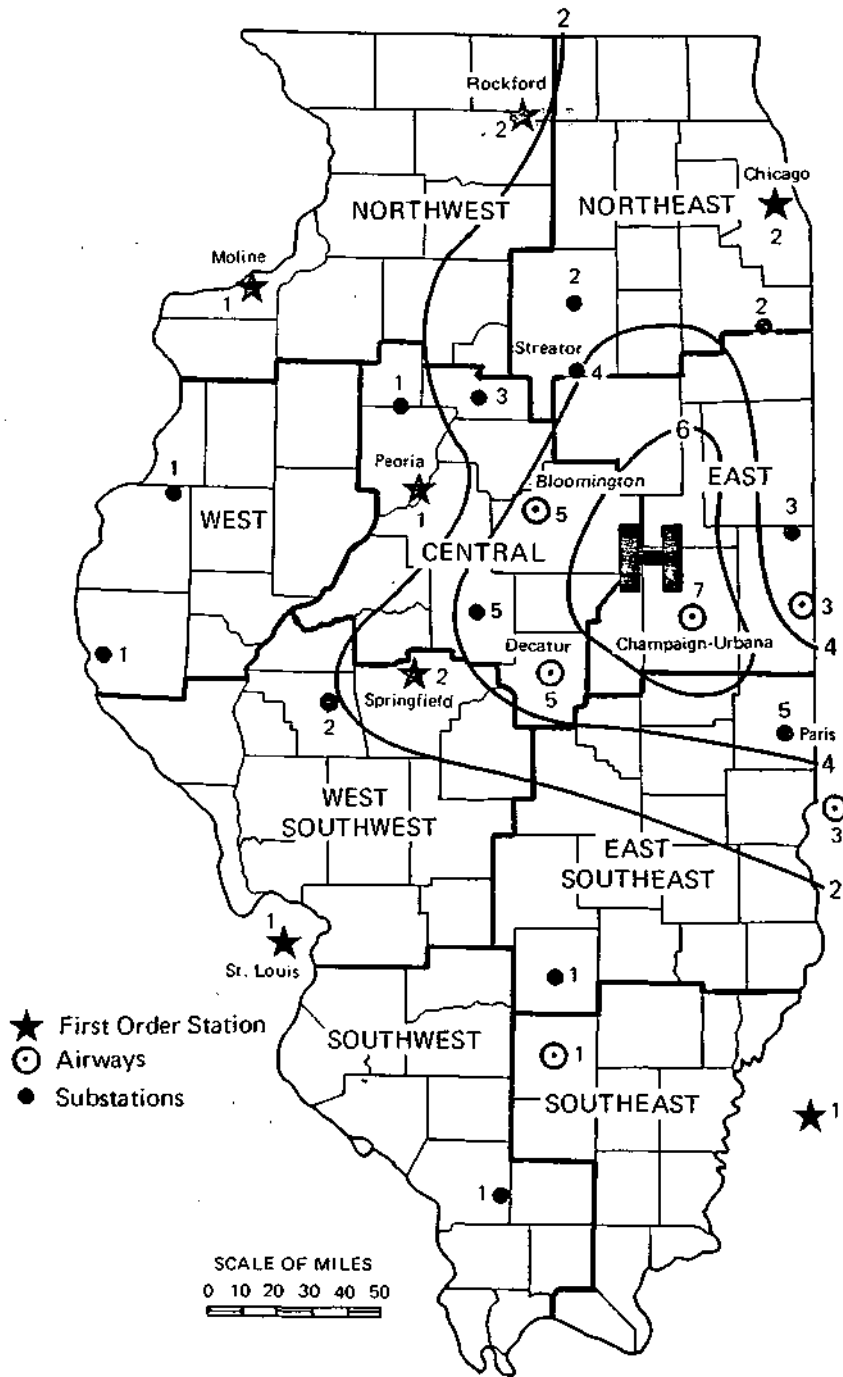 2
Rockford
2
Chicago
NORTHWEST
NORTHEAST
2
Moline
1
2
2
Streator
4
1
3
6
Peoria
Bloomington
EAST
1
1
5
3
WEST
CENTRAL
H
7
3
5
Decatur
Champaign-Urbana
4
1
2
Springfield
5
2
5
Paris
4
WEST
SOUTHWEST
3
EAST
SOUTHEAST
2
1
St. Louis
1
First Order Station
SOUTHWEST
1
Airways
Substations
SOUTHEAST
1
1
SCALE OF MILES
0 10 20 30 40 50